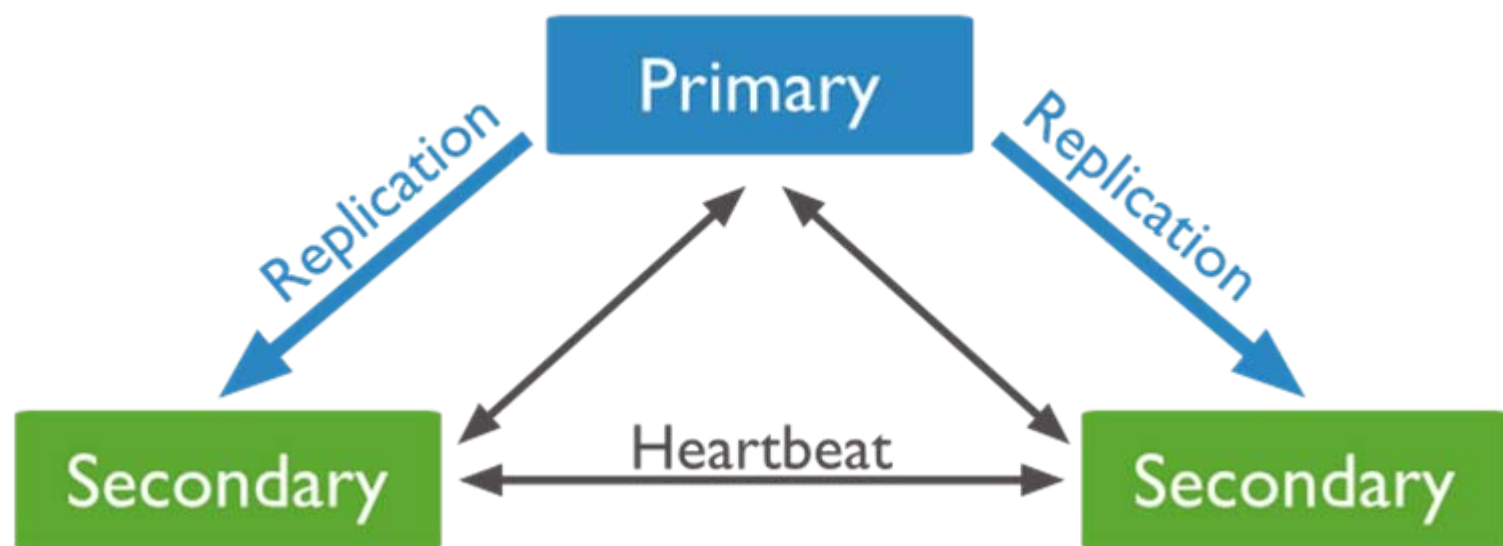 Primary
Replication
Replication
Heartbeat
Secondary
Secondary